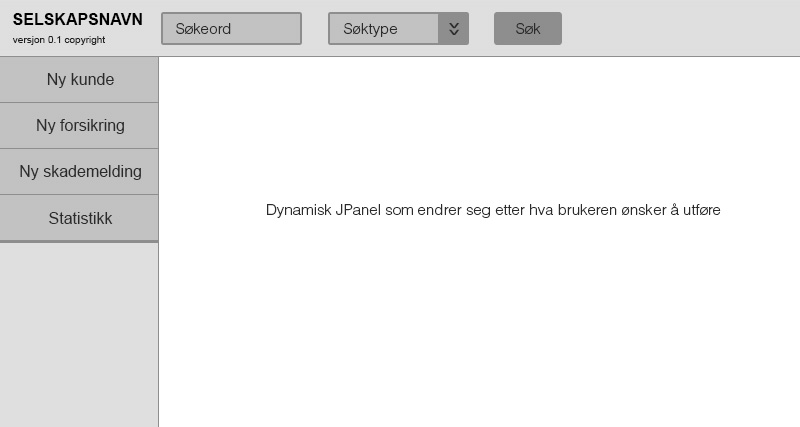 SELSKAPSNAVN
versjon 0.1 copyright
Søkeord
Søktype
Søk
Ny kunde
Ny forsikring
Ny skademelding
Statistikk
Dynamisk JPanel som endrer seg etter hva brukeren ønsker å utføre